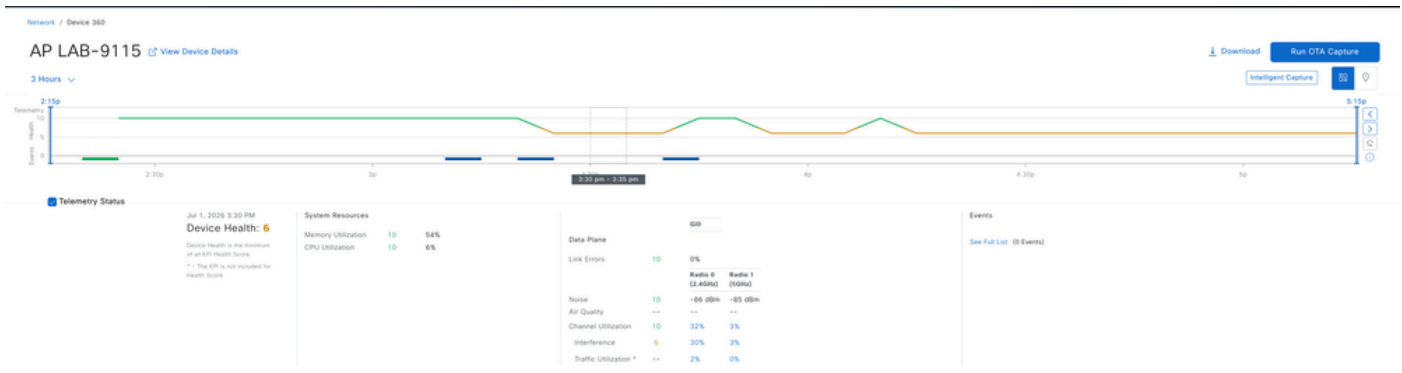 Network / Device 360
AP LAB-9115 View Device Details
Download
Run OTA Capture
3 Hours
Intelligent Capture
2:15p
5:15p
Telemetry
Health
Events
10
5
0
2:30p
3p
3:30 pm - 3:35 pm
4p
4:30p
5p
Telemetry Status
Jul 1, 2026 3:30 PM
Device Health: 6
Device Health is the minimum
of all KPI Health Score.
* - The KPI is not included for
Health Score.
System Resources
Memory Utilization 10 54%
CPU Utilization 10 6%
Gi0
Data Plane
Link Errors 10 0%
Radio 0 Radio 1
(2.4GHz) (5GHz)
Noise 10 -86 dBm -85 dBm
Air Quality -- -- --
Channel Utilization 10 32% 3%
Interference 6 30% 3%
Traffic Utilization * -- 2% 0%
Events
See Full List (0 Events)